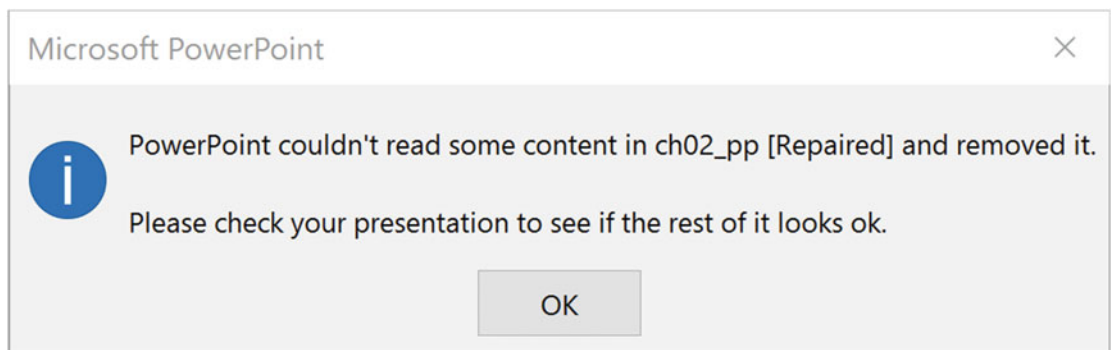 Microsoft PowerPoint
PowerPoint couldn't read some content in ch02_pp [Repaired] and removed it.
Please check your presentation to see if the rest of it looks ok.
OK